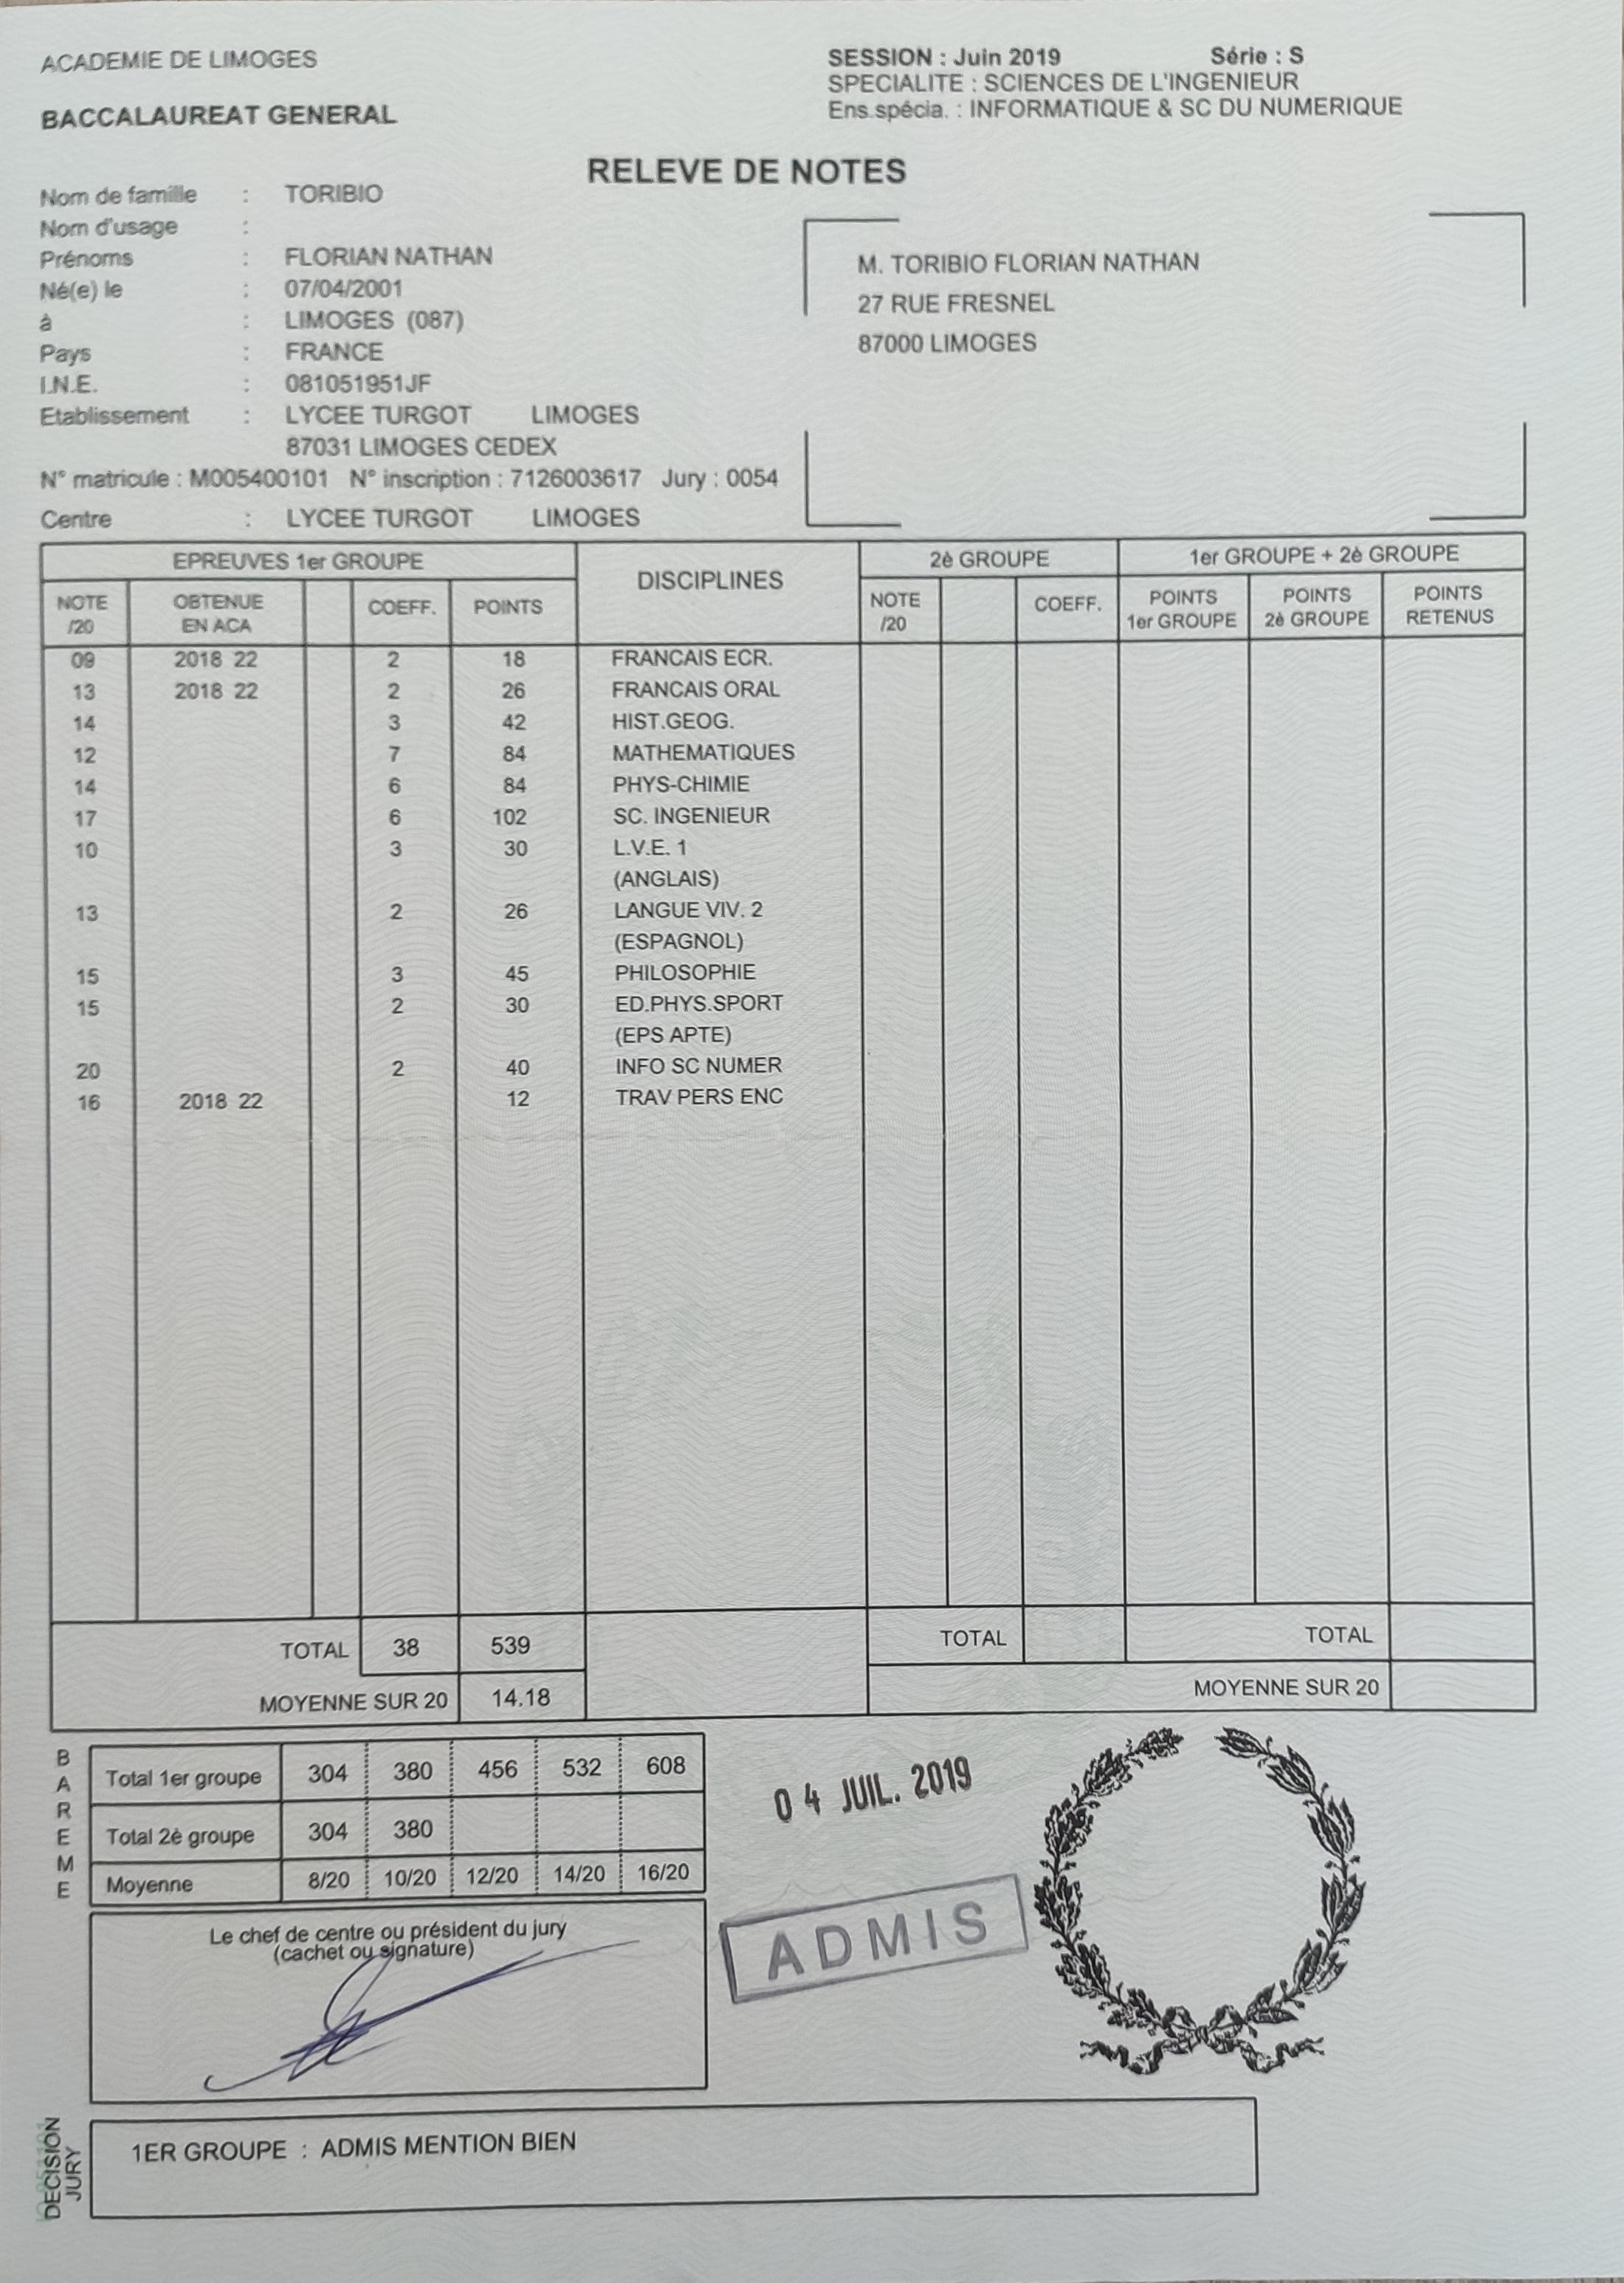 ACADEMIE DE LIMOGES
SESSION : Juin 2019 Série : S
SPECIALITE : SCIENCES DE L'INGENIEUR
BACCALAUREAT GENERAL
Ens.spécia. : INFORMATIQUE & SC DU NUMERIQUE
RELEVE DE NOTES
Nom de famille : TORIBIO
Nom d'usage :
Prénoms : FLORIAN NATHAN
Né(e) le : 07/04/2001
à : LIMOGES (087)
Pays : FRANCE
I.N.E. : 081051951JF
Etablissement : LYCEE TURGOT LIMOGES
87031 LIMOGES CEDEX
N° matricule : M005400101 N° inscription : 7126003617 Jury : 0054
Centre : LYCEE TURGOT LIMOGES
M. TORIBIO FLORIAN NATHAN
27 RUE FRESNEL
87000 LIMOGES
EPREUVES 1er GROUPE DISCIPLINES 2è GROUPE 1er GROUPE + 2è GROUPE
NOTE /20 OBTENUE EN ACA COEFF. POINTS NOTE /20 COEFF. POINTS 1er GROUPE POINTS 2è GROUPE POINTS RETENUS
09 2018 22 2 18 FRANCAIS ECR.
13 2018 22 2 26 FRANCAIS ORAL
14 3 42 HIST.GEOG.
12 7 84 MATHEMATIQUES
14 6 84 PHYS-CHIMIE
17 6 102 SC. INGENIEUR
10 3 30 L.V.E. 1
(ANGLAIS)
13 2 26 LANGUE VIV. 2
(ESPAGNOL)
15 3 45 PHILOSOPHIE
15 2 30 ED.PHYS.SPORT
(EPS APTE)
20 2 40 INFO SC NUMER
16 2018 22 12 TRAV PERS ENC
TOTAL 38 539 TOTAL TOTAL
MOYENNE SUR 20 14.18 MOYENNE SUR 20
BAREME
Total 1er groupe 304 380 456 532 608
Total 2è groupe 304 380
Moyenne 8/20 10/20 12/20 14/20 16/20
04 JUIL. 2019
Le chef de centre ou président du jury
(cachet ou signature)
ADMIS
DECISION
JURY
1ER GROUPE : ADMIS MENTION BIEN